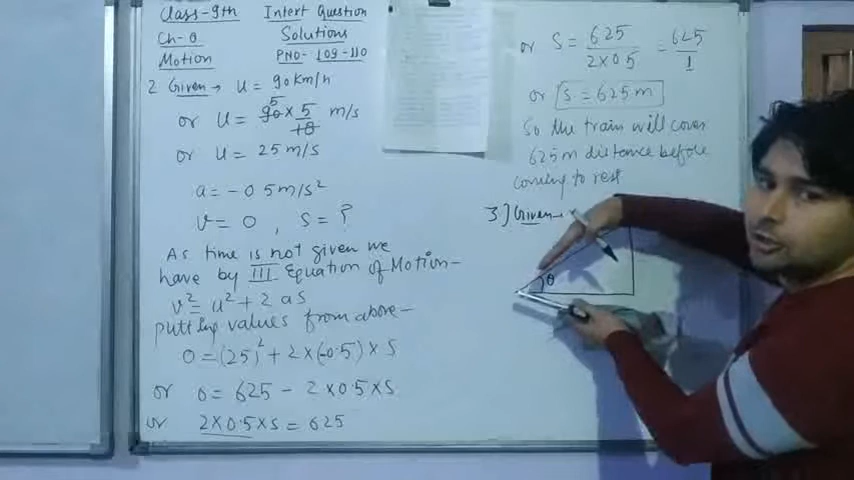 Class-9th Intext Question
Ch-8 Solutions
Motion PNO- 109-110
2 Given → u = 90 Km/h
or u = 90 5 × 5/18 m/s
or u = 25 m/s
a = - 0.5 m/s²
v = 0 , s = ?
As time is not given we
have by III Equation of Motion-
v² = u² + 2 as
putting values from above-
0 = (25)² + 2 × (-0.5) × s
or 0 = 625 - 2 × 0.5 × s
or 2 × 0.5 × s = 625
or s = 625/2×0.5 = 625/1
or s = 625 m
So the train will cover
625 m distance before
coming to rest
3) Given →
θ